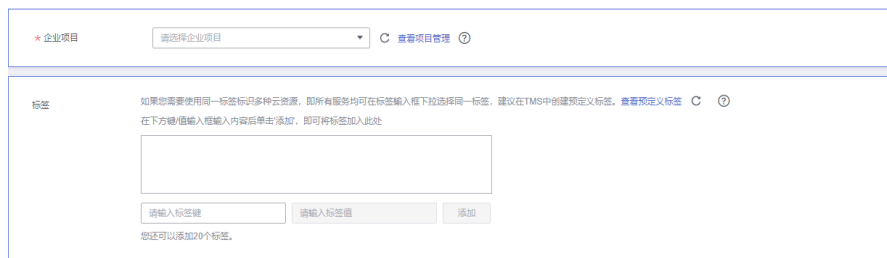 * 企业项目 请选择企业项目 查看项目管理 ?
标签 如果您需要使用同一标签标识多种云资源，即所有服务均可在标签输入框下拉选择同一标签，建议在TMS中创建预定义标签。查看预定义标签 ?
在下方键/值输入框输入内容后单击'添加'，即可将标签加入此处
请输入标签键 请输入标签值 添加
您还可以添加20个标签。